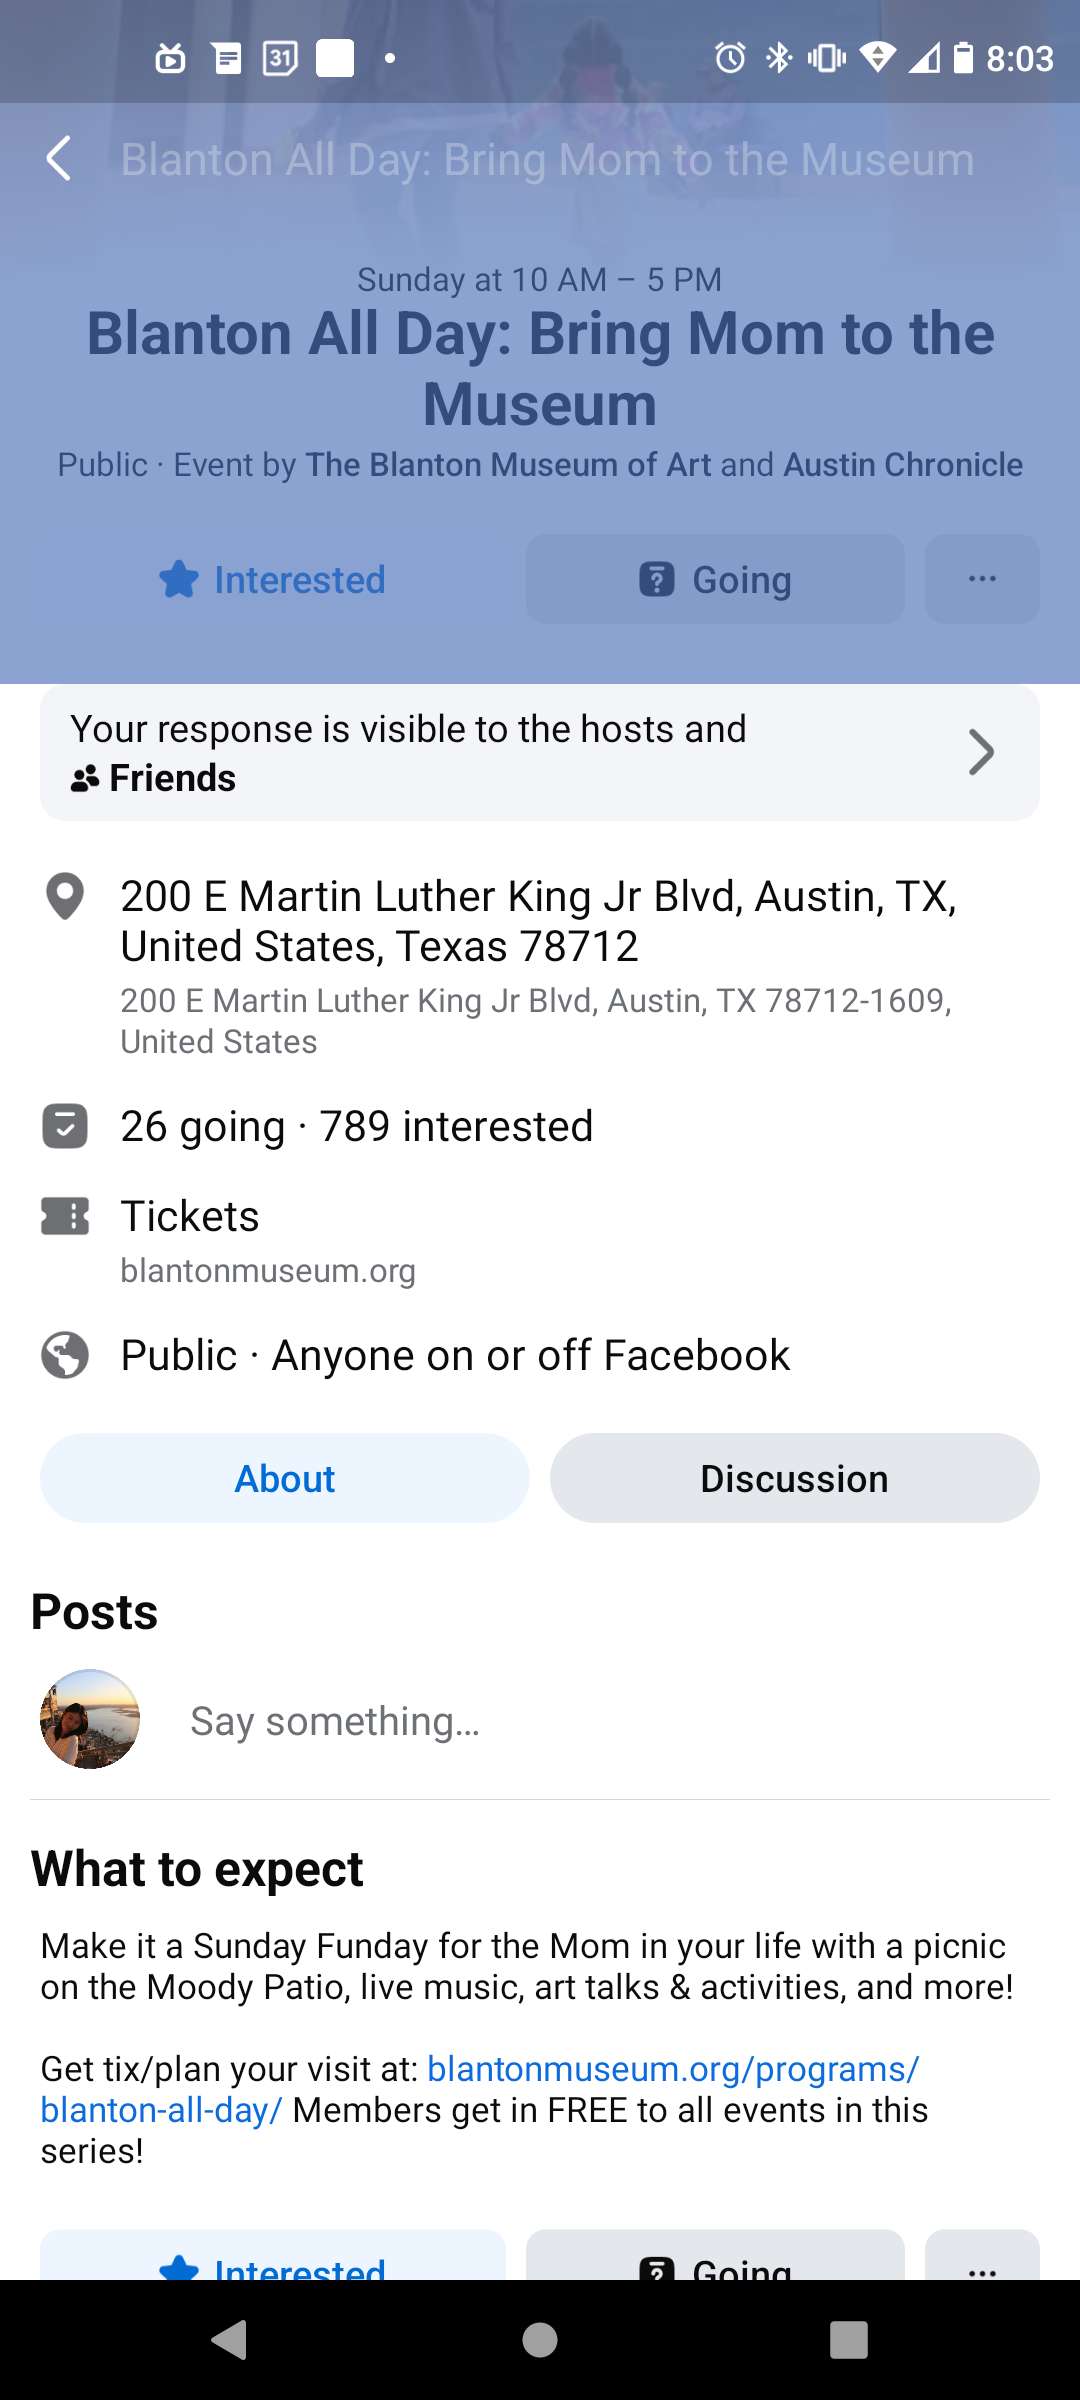 31
8:03
Blanton All Day: Bring Mom to the Museum
Sunday at 10 AM – 5 PM
Blanton All Day: Bring Mom to the
Museum
Public · Event by The Blanton Museum of Art and Austin Chronicle
Interested
Going
Your response is visible to the hosts and
Friends
200 E Martin Luther King Jr Blvd, Austin, TX,
United States, Texas 78712
200 E Martin Luther King Jr Blvd, Austin, TX 78712-1609,
United States
26 going · 789 interested
Tickets
blantonmuseum.org
Public · Anyone on or off Facebook
About
Discussion
Posts
Say something...
What to expect
Make it a Sunday Funday for the Mom in your life with a picnic
on the Moody Patio, live music, art talks & activities, and more!
Get tix/plan your visit at: blantonmuseum.org/programs/
blanton-all-day/ Members get in FREE to all events in this
series!
Interested
Going